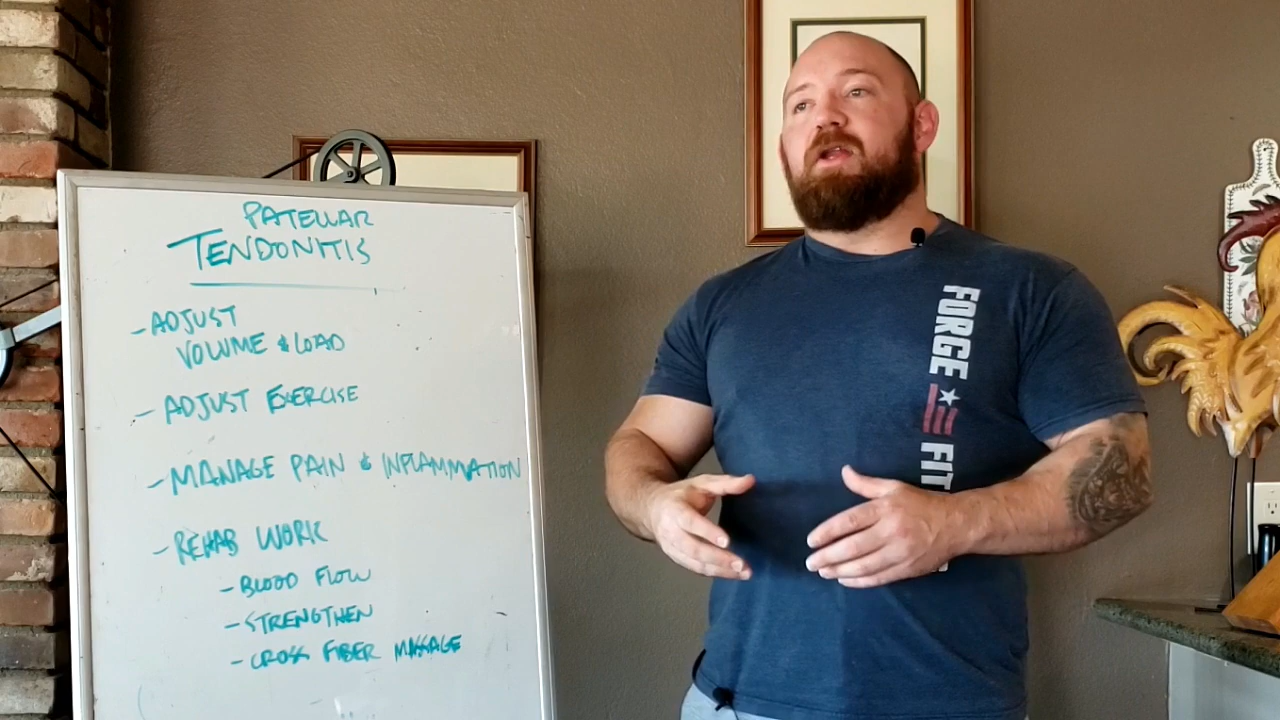 PATELLAR
TENDONITIS
- ADJUST
VOLUME & LOAD
- ADJUST EXERCISE
- MANAGE PAIN & INFLAMMATION
- REHAB WORK
- BLOOD FLOW
- STRENGTHEN
- CROSS FIBER MASSAGE
FORGE
FIT